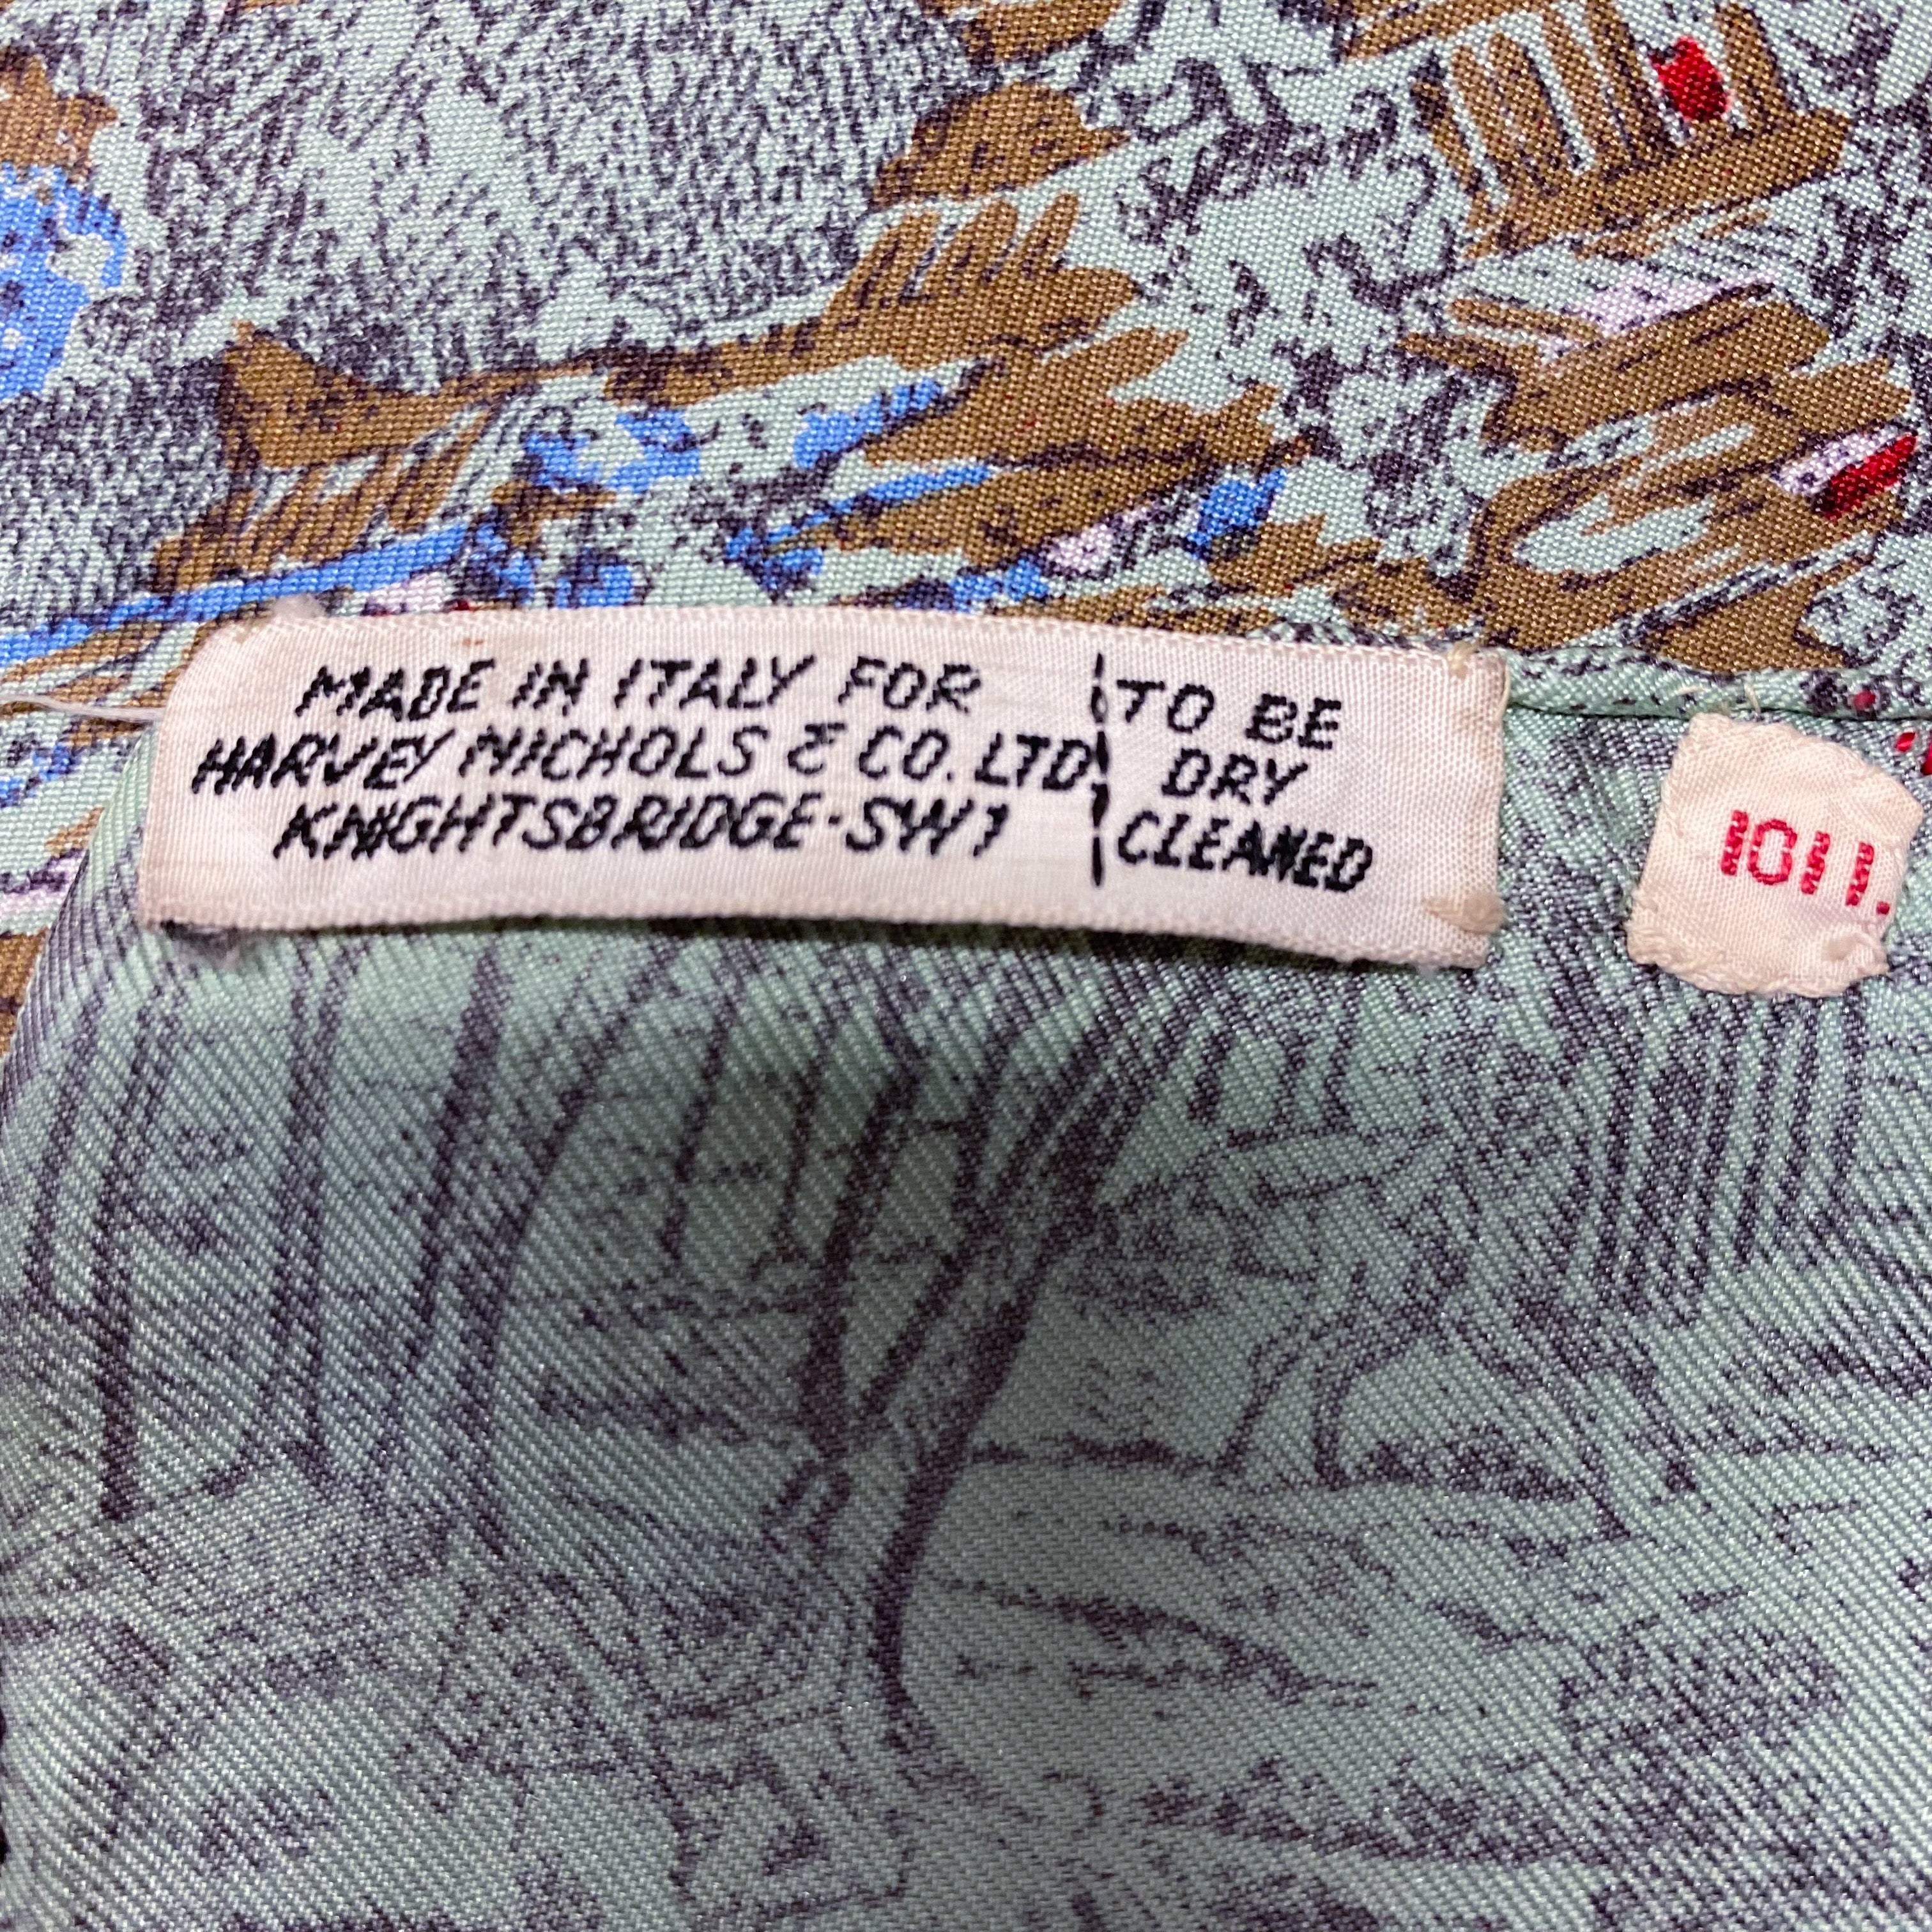 MADE IN ITALY FOR
HARVEY NICHOLS & CO. LTD.
KNIGHTSBRIDGE·SW1
TO BE
DRY
CLEANED
1011.